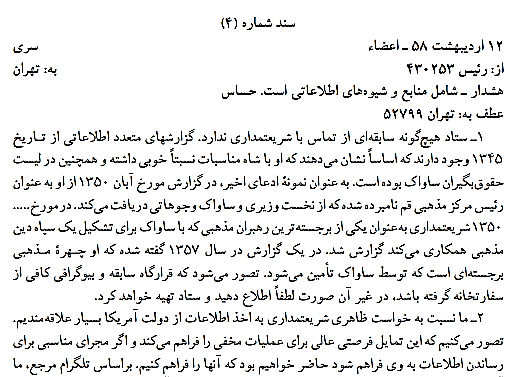 سند شماره (۴)
۱۲ اردیبهشت ۵۸ ـ اعضاء سری
از: رئیس ۴۳۰۲۵۳ به: تهران
هشدار ـ شامل منابع و شیوه‌های اطلاعاتی است. حساس
عطف به: تهران ۵۲۷۹۹
۱ـ ستاد هیچ‌گونه سابقه‌ای از تماس با شریعتمداری ندارد. گزارشهای متعدد اطلاعاتی از تاریخ
۱۳۴۵ وجود دارند که اساساً نشان می‌دهند که او با شاه مناسبات نسبتاً خوبی داشته و همچنین در لیست
حقوق‌بگیران ساواک بوده است. به عنوان نمونهٔ ادعای اخیر، در گزارش مورخ آبان ۱۳۵۰ از او به عنوان
رئیس مرکز مذهبی قم نامبرده شده که از نخست وزیری و ساواک وجوهاتی دریافت می‌کند. در مورخ.....
۱۳۵۰ شریعتمداری به‌عنوان یکی از برجسته‌ترین رهبران مذهبی که با ساواک برای تشکیل یک سپاه دین
مذهبی همکاری می‌کند گزارش شد. در یک گزارش در سال ۱۳۵۷ گفته شده که او چهرهٔ مذهبی
برجسته‌ای است که توسط ساواک تأمین می‌شود. تصور می‌شود که قرارگاه سابقه و بیوگرافی کافی از
سفارتخانه گرفته باشد، در غیر آن صورت لطفاً اطلاع دهید و ستاد تهیه خواهد کرد.
۲ـ ما نسبت به خواست ظاهری شریعتمداری به اخذ اطلاعات از دولت آمریکا بسیار علاقه‌مندیم.
تصور می‌کنیم که این تمایل فرصتی عالی برای عملیات مخفی را فراهم می‌کند و اگر مجرای مناسبی برای
رساندن اطلاعات به وی فراهم شود حاضر خواهیم بود که آنها را فراهم کنیم. براساس تلگرام مرجع، ما